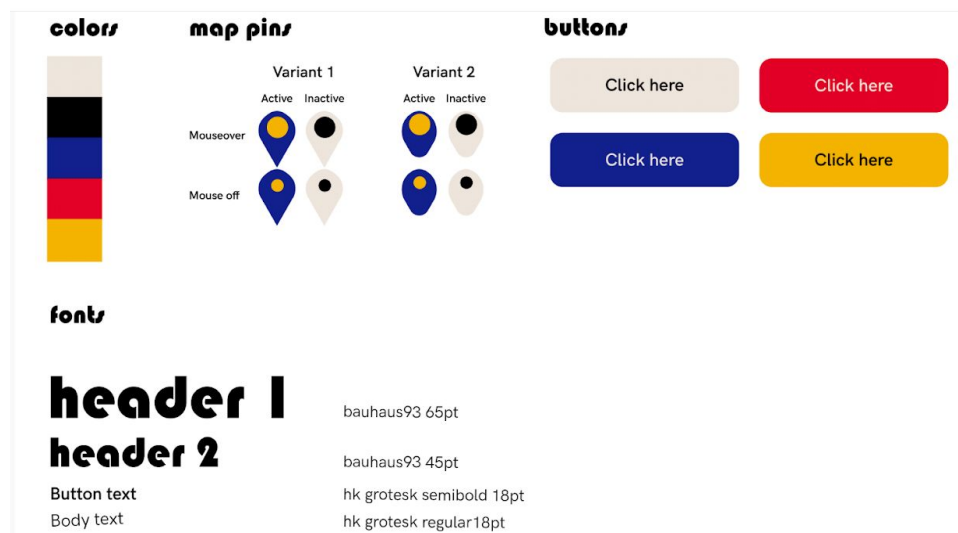 colors
map pins
buttons
Variant 1
Variant 2
Active Inactive
Active Inactive
Mouseover
Mouse off
Click here
Click here
Click here
Click here
fonts
header 1
bauhaus93 65pt
header 2
bauhaus93 45pt
Button text
hk grotesk semibold 18pt
Body text
hk grotesk regular18pt